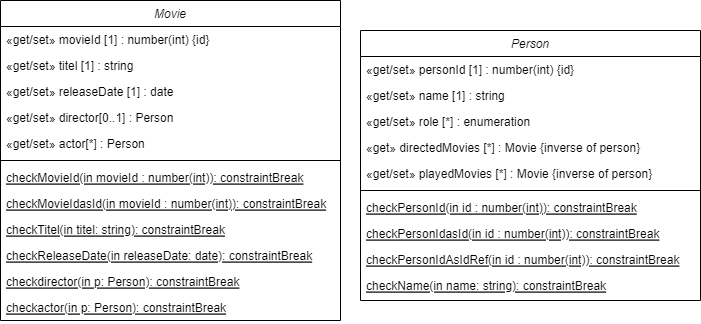 Movie
«get/set» movieId [1] : number(int) {id}
«get/set» titel [1] : string
«get/set» releaseDate [1] : date
«get/set» director[0..1] : Person
«get/set» actor[*] : Person
checkMovieId(in movieId : number(int)): constraintBreak
checkMovieIdasId(in movieId : number(int)): constraintBreak
checkTitel(in titel: string): constraintBreak
checkReleaseDate(in releaseDate: date): constraintBreak
checkdirector(in p: Person): constraintBreak
checkactor(in p: Person): constraintBreak
Person
«get/set» personId [1] : number(int) {id}
«get/set» name [1] : string
«get/set» role [*] : enumeration
«get» directedMovies [*] : Movie {inverse of person}
«get/set» playedMovies [*] : Movie {inverse of person}
checkPersonId(in id : number(int)): constraintBreak
checkPersonIdasId(in id : number(int)): constraintBreak
checkPersonIdAsIdRef(in id : number(int)): constraintBreak
checkName(in name: string): constraintBreak